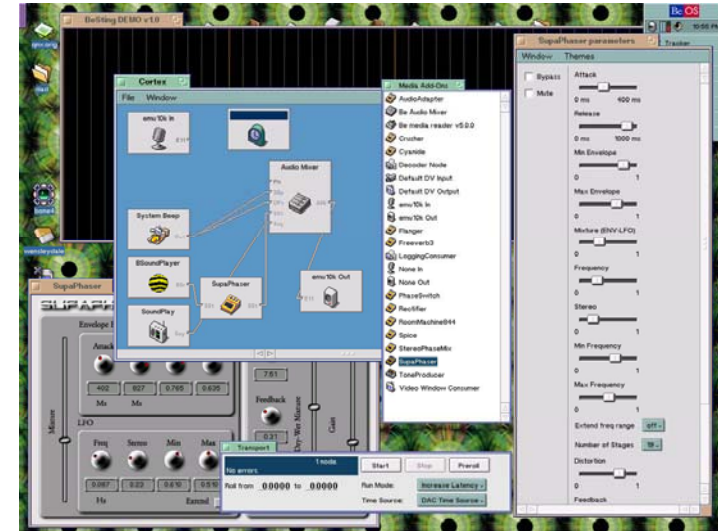 BeSting DEMO v1.0
Be OS
10:55 PM
Tracker
Cortex
File Window
emu10k In
Audio Mixer
System Beep
BSoundPlayer
SoundPlay
SupaPhaser
emu10k Out
Media Add-Ons
AudioAdapter
Be Audio Mixer
Be media reader v5.0.0
Crusher
Cyanide
Decoder Node
Default DV Input
Default DV Output
emu10k In
emu10k Out
Flanger
Freeverb3
LoggingConsumer
None In
None Out
PhaseSwitch
Rectifier
RoomMachine844
Spice
StereoPhaseMix
SupaPhaser
ToneProducer
Video Window Consumer
SupaPhaser parameters
Window Themes
Bypass
Mute
Attack
0 ms 400 ms
Release
0 ms 1000 ms
Min Envelope
0 1
Max Envelope
0 1
Mixture (ENV-LFO)
0 1
Frequency
0 1
Stereo
0 1
Min Frequency
0 1
Max Frequency
0 1
Extend freq range off
Number of Stages 18
Distortion
0 1
Feedback
SupaPhaser
Attack
402 827 0.765 0.635
Ms Ms
Mixture
LFO
Freq Stereo Min Max
0.067 0.23 0.610 0.510
Hz
7.51
Feedback
0.31
Dry-Wet Mixture
Gain
Transport
1 node.
No errors.
Start Stop Preroll
Roll from 00000 to 00000
Run Mode: Increase Latency
Time Source: DAC Time Source